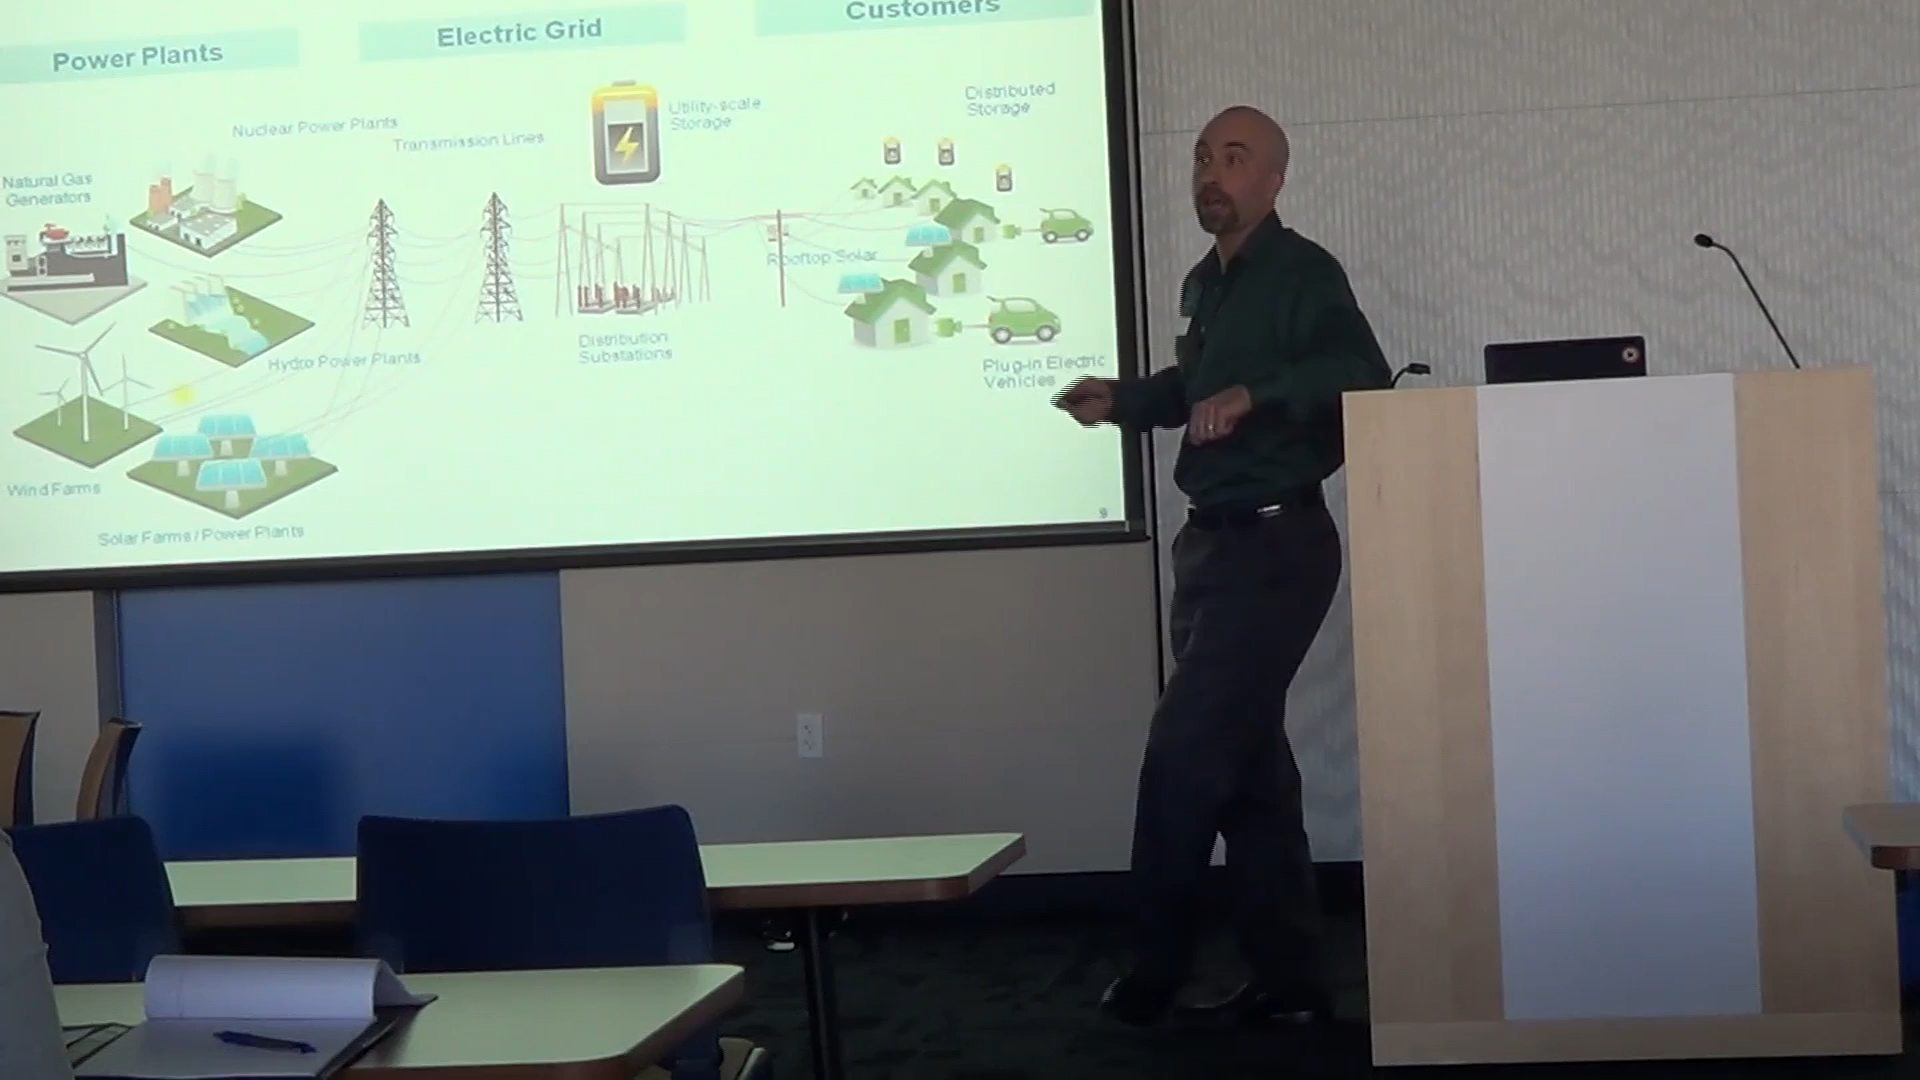 Power Plants
Electric Grid
Customers
Nuclear Power Plants
Transmission Lines
Utility-scale
Storage
Distributed
Storage
Natural Gas
Generators
Rooftop Solar
Hydro Power Plants
Distribution
Substations
Plug-in Electric
Vehicles
Wind Farms
Solar Farms / Power Plants
9